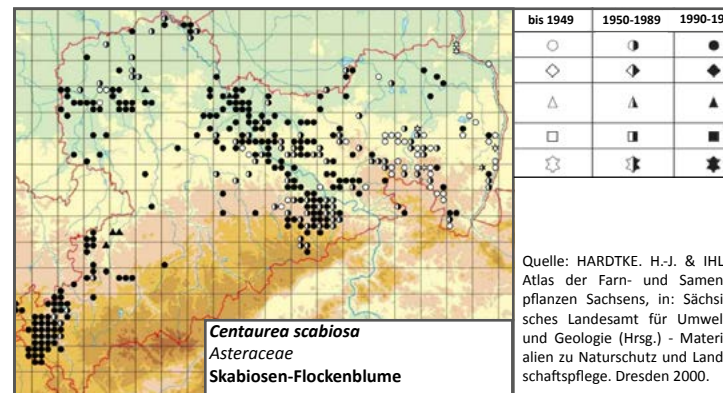 bis 1949 1950-1989 1990-19
Centaurea scabiosa
Asteraceae
Skabiosen-Flockenblume
Quelle: HARDTKE. H.-J. & IHL
Atlas der Farn- und Samen
pflanzen Sachsens, in: Sächsi
sches Landesamt für Umwel
und Geologie (Hrsg.) - Materi
alien zu Naturschutz und Land
schaftspflege. Dresden 2000.